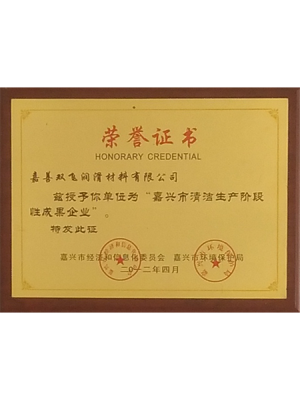 荣誉证书
HONORARY CREDENTIAL
嘉善双飞润滑材料有限公司
兹授予你单位为“嘉兴市清洁生产阶段
性成果企业”。
特发此证
嘉兴市经济和信息化委员会 嘉兴市环境保护局
二〇一二年四月